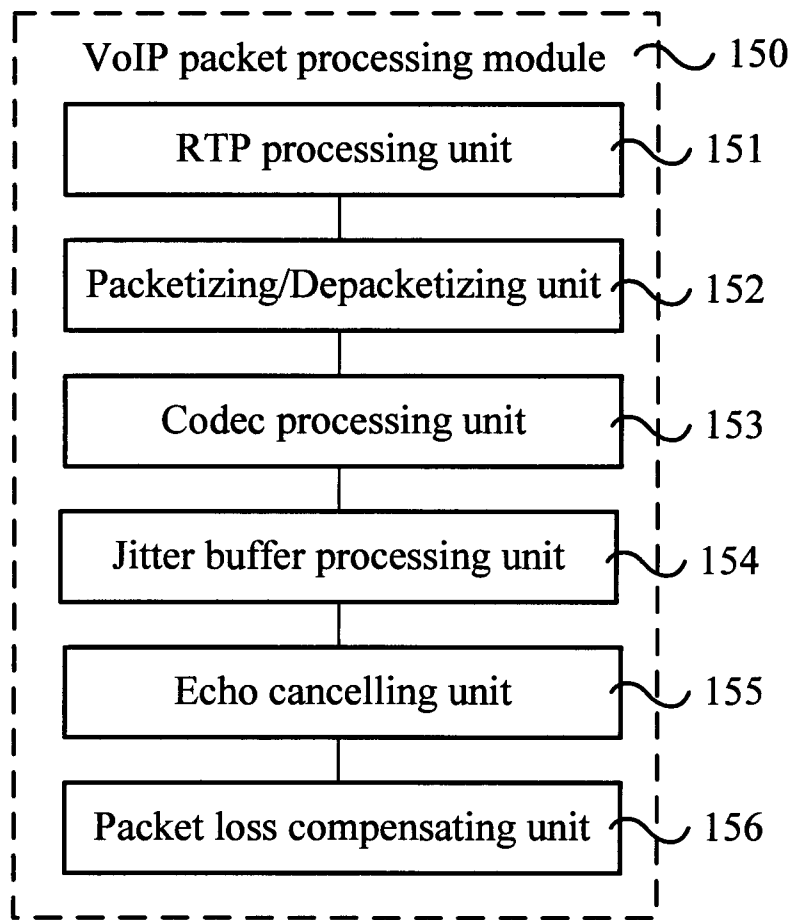 VoIP packet processing module 150
RTP processing unit 151
Packetizing/Depacketizing unit 152
Codec processing unit 153
Jitter buffer processing unit 154
Echo cancelling unit 155
Packet loss compensating unit 156